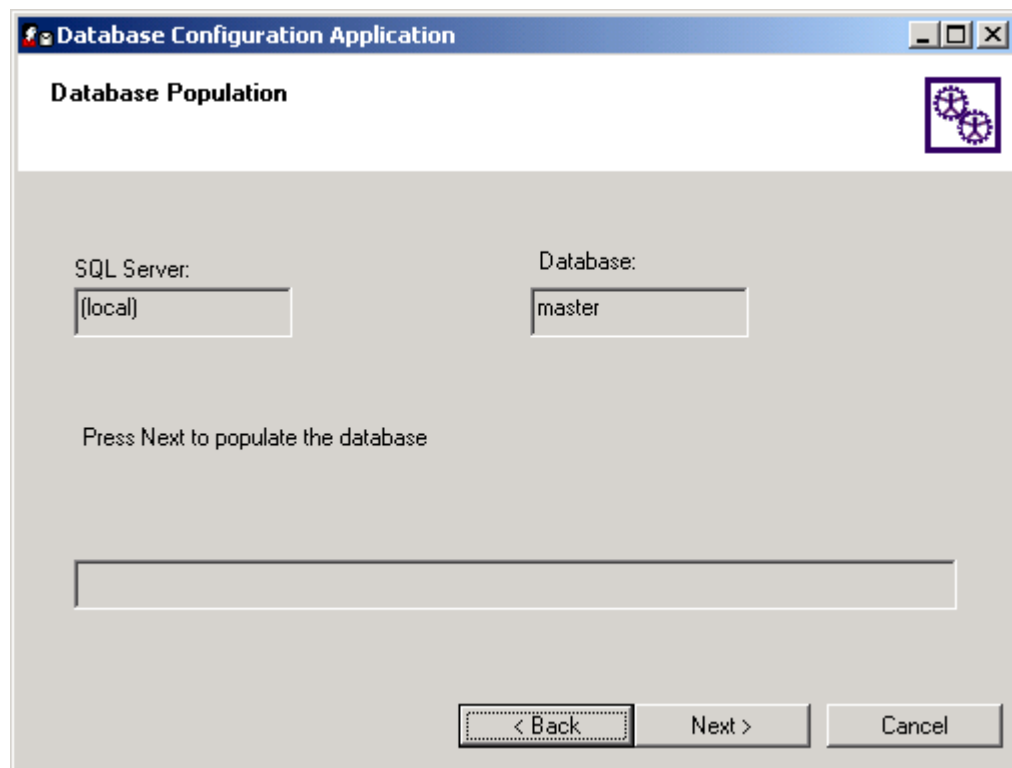 Database Configuration Application
Database Population
SQL Server:
Database:
(local)
master
Press Next to populate the database
< Back
Next >
Cancel